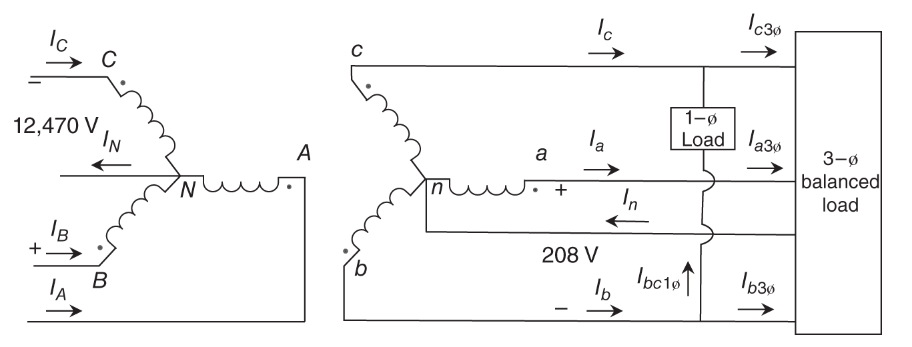 I_C
C
−
12,470 V
I_N
N
A
I_B
+
B
I_A
c
I_c
I_c3ø
1–ø
Load
I_a
a
+
I_a3ø
n
I_n
208 V
b
−
I_b
I_bc1ø
I_b3ø
3–ø
balanced
load